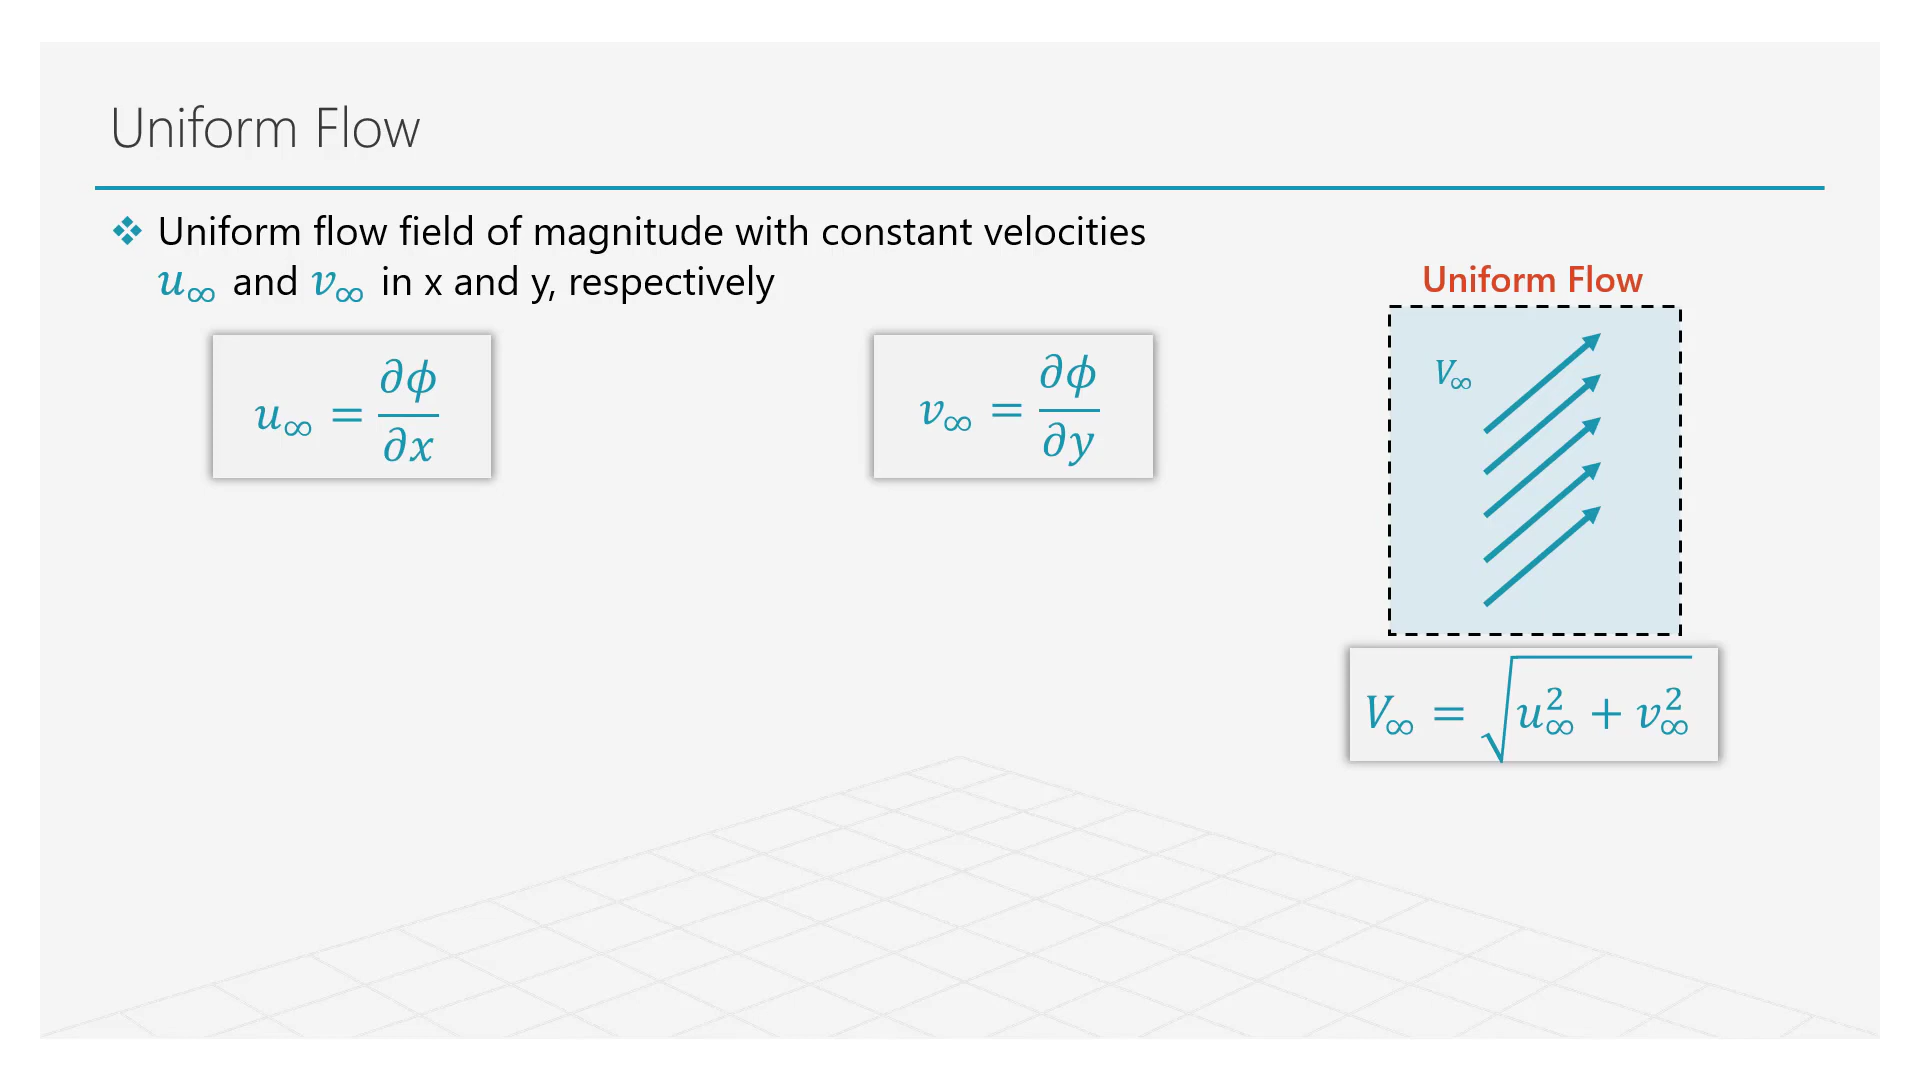 Uniform Flow
❖ Uniform flow field of magnitude with constant velocities
u∞ and v∞ in x and y, respectively
u∞ = ∂ϕ/∂x
v∞ = ∂ϕ/∂y
Uniform Flow
V∞
V∞ = √(u∞² + v∞²)